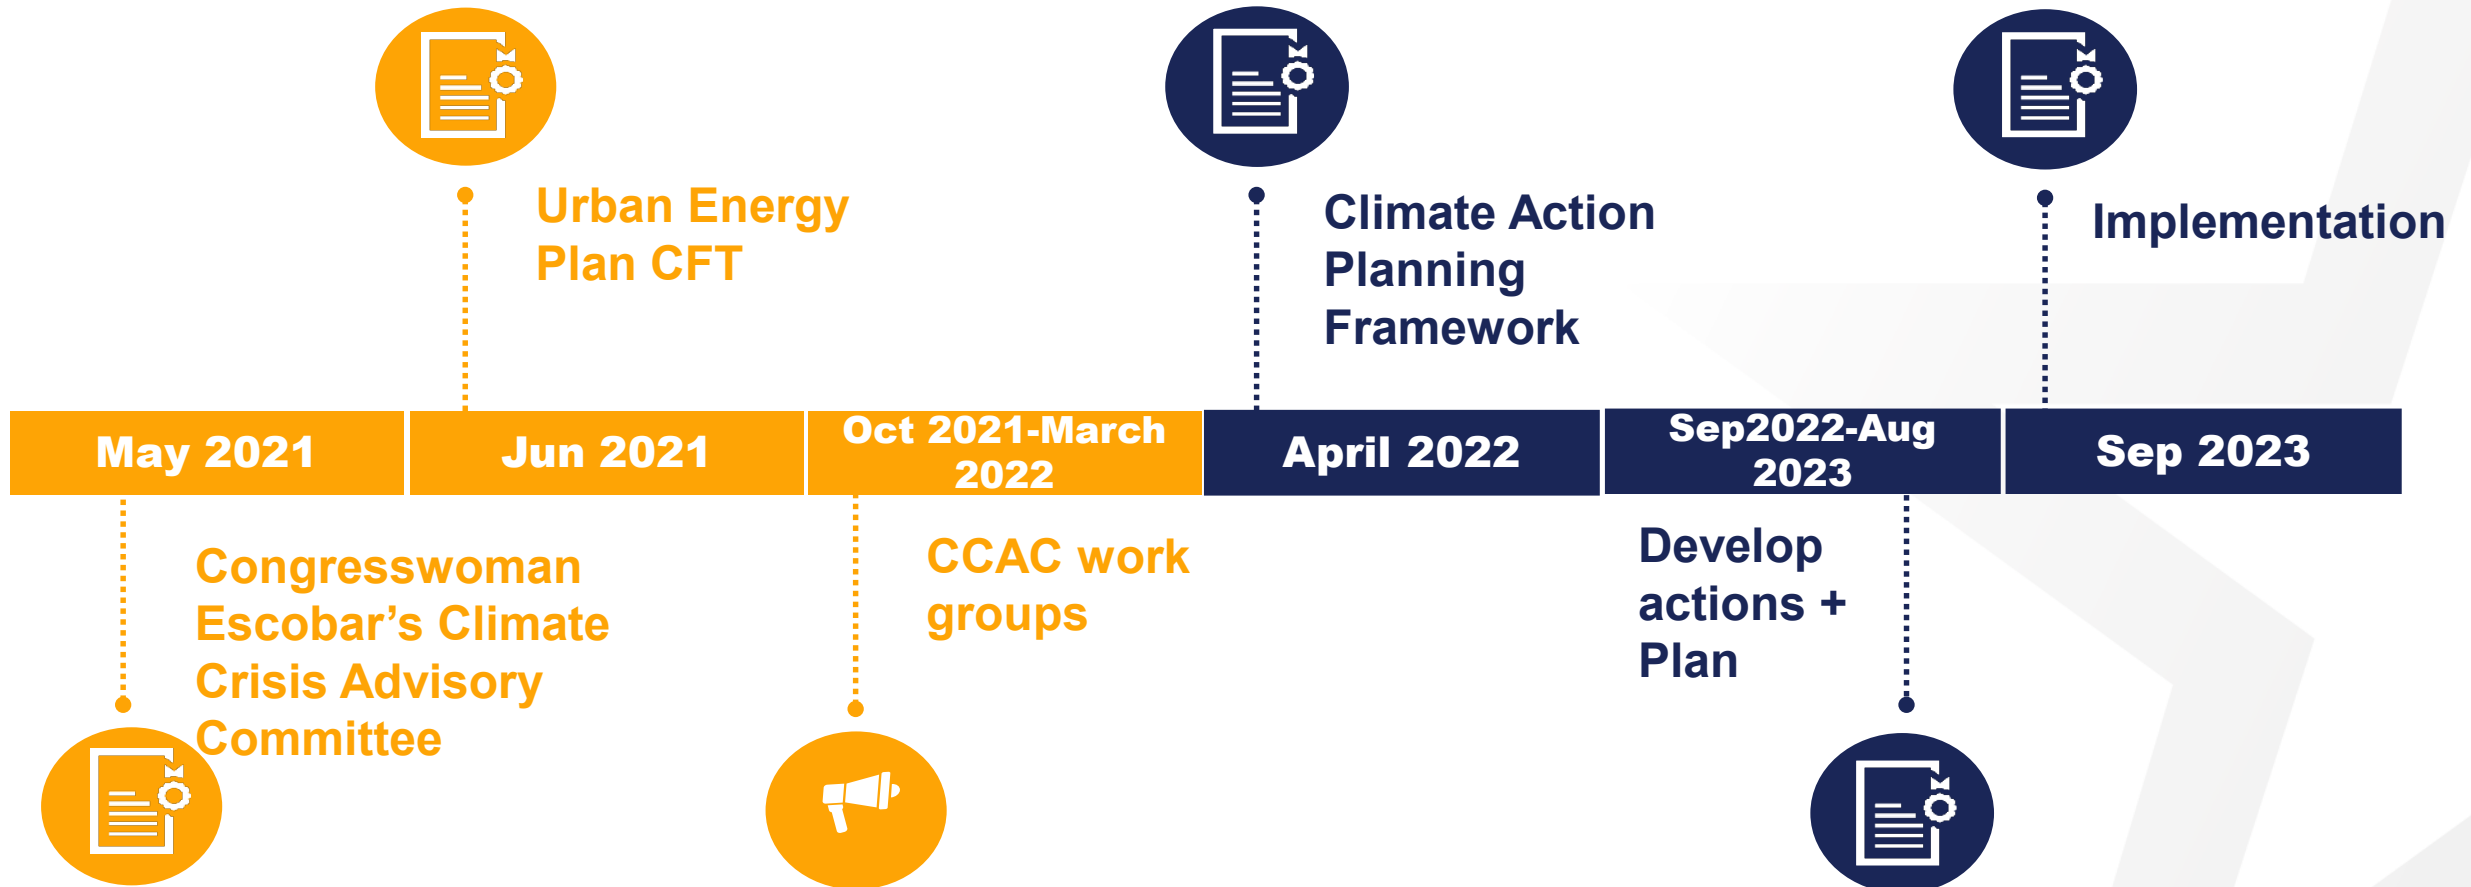 Urban Energy
Plan CFT
Climate Action
Planning
Framework
Implementation
May 2021
Jun 2021
Oct 2021-March
2022
April 2022
Sep2022-Aug
2023
Sep 2023
Congresswoman
Escobar’s Climate
Crisis Advisory
Committee
CCAC work
groups
Develop
actions +
Plan